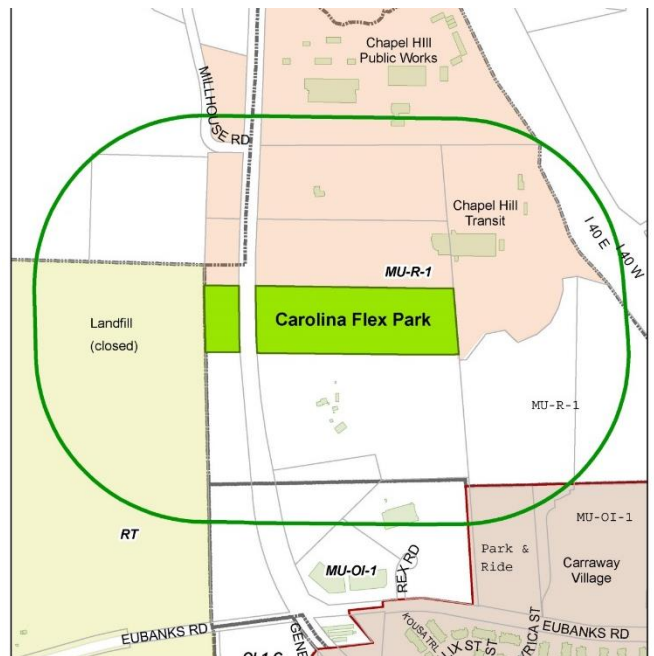 Chapel Hill
Public Works
MILLHOUSE RD
Chapel Hill
Transit
I 40 E
I 40 W
MU-R-1
Carolina Flex Park
Landfill
(closed)
MU-R-1
RT
MU-OI-1
Park &
Ride
Carraway
Village
MU-OI-1
REX RD
EUBANKS RD
EUBANKS RD
KOUSA TRL